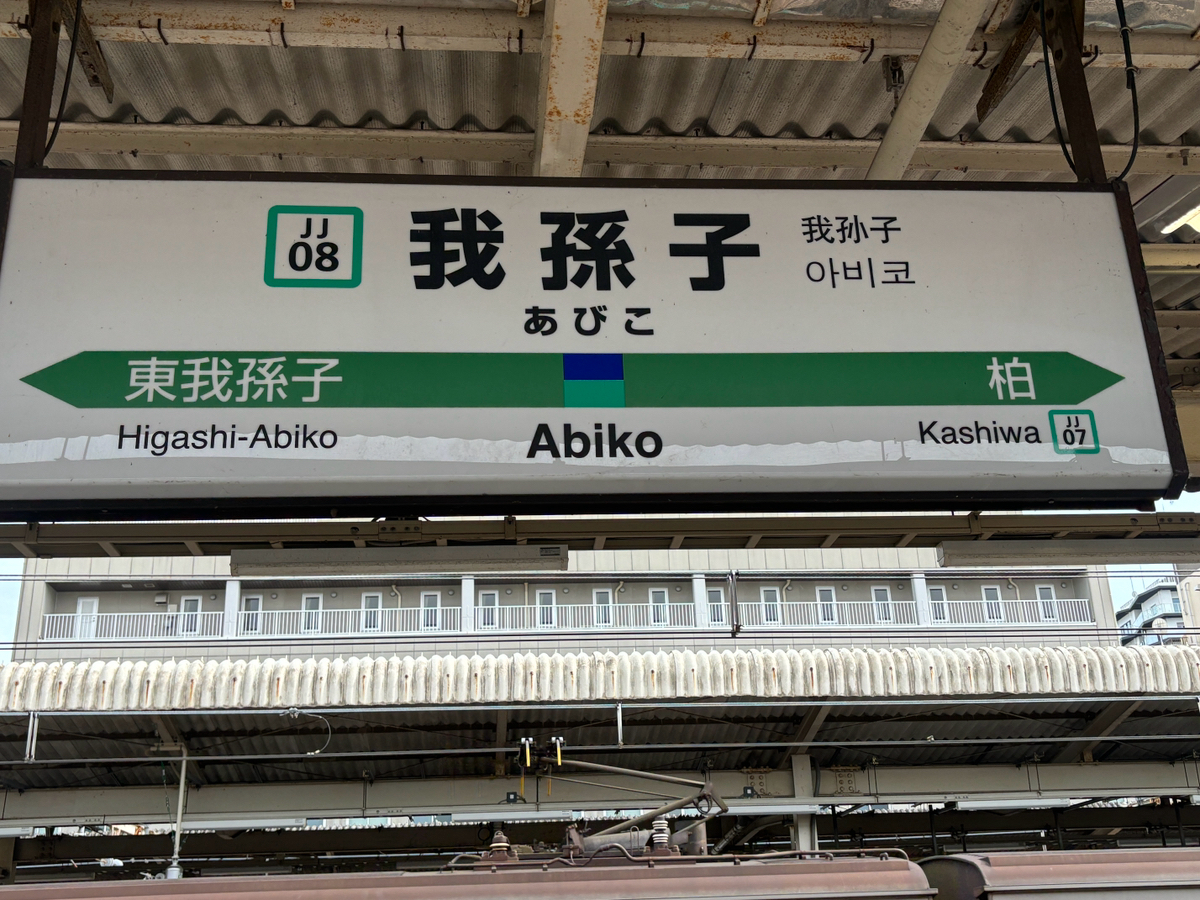 JJ
08
我孫子
我孙子
아비코
あびこ
東我孫子
柏
Higashi-Abiko
Abiko
Kashiwa
JJ
07